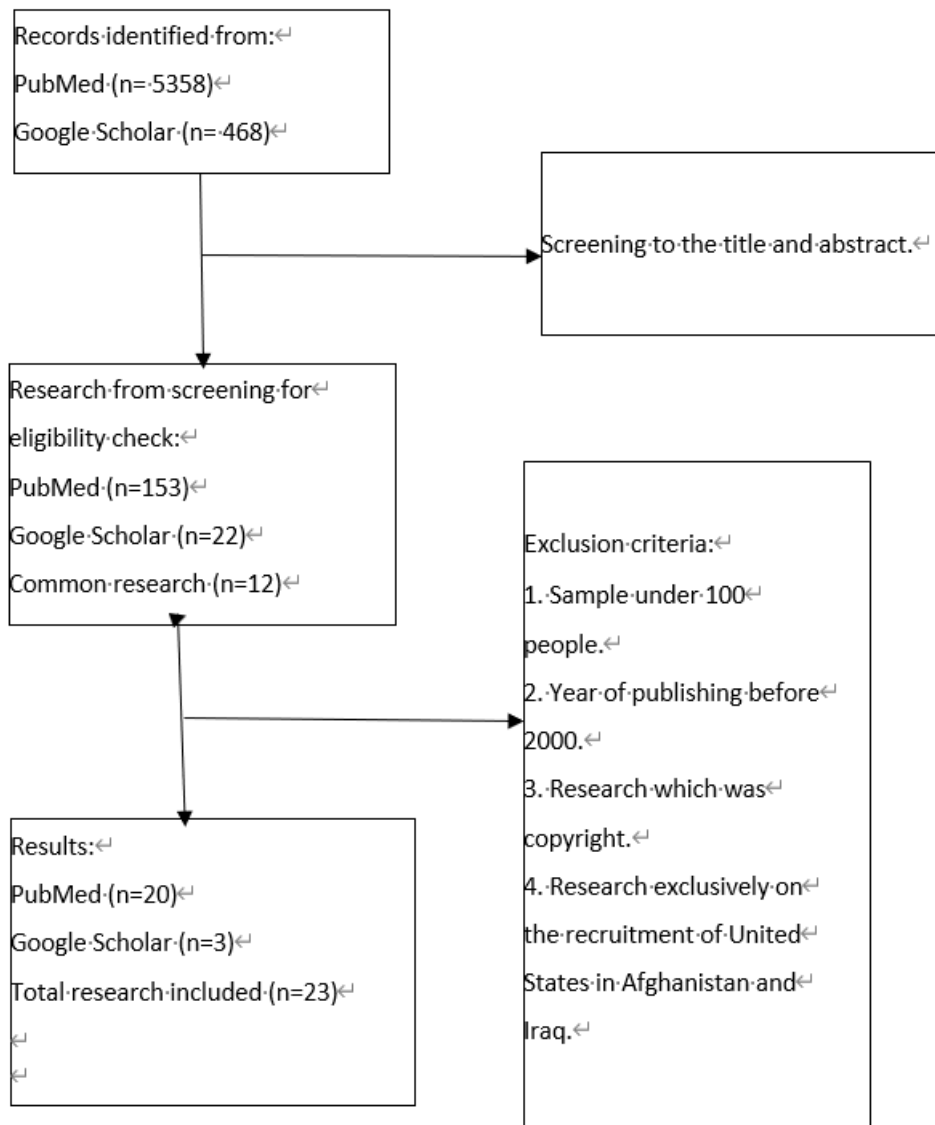 Records identified from:
PubMed (n= 5358)
Google Scholar (n= 468)
Screening to the title and abstract.
Research from screening for
eligibility check:
PubMed (n=153)
Google Scholar (n=22)
Common research (n=12)
Exclusion criteria:
1. Sample under 100
people.
2. Year of publishing before
2000.
3. Research which was
copyright.
4. Research exclusively on
the recruitment of United
States in Afghanistan and
Iraq.
Results:
PubMed (n=20)
Google Scholar (n=3)
Total research included (n=23)